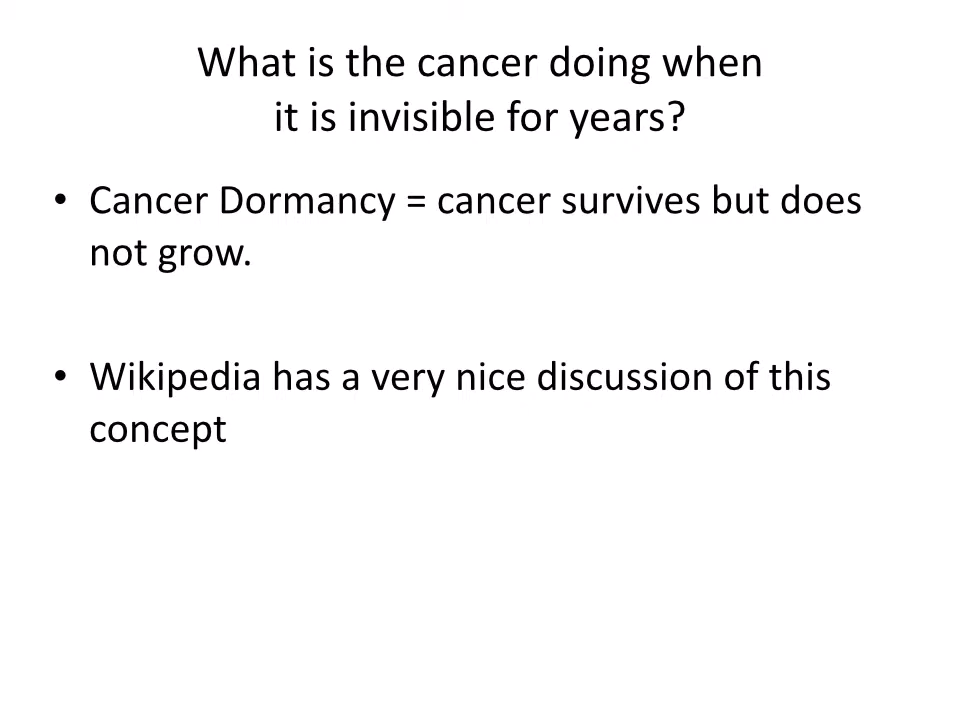 What is the cancer doing when
it is invisible for years?
• Cancer Dormancy = cancer survives but does
not grow.
• Wikipedia has a very nice discussion of this
concept